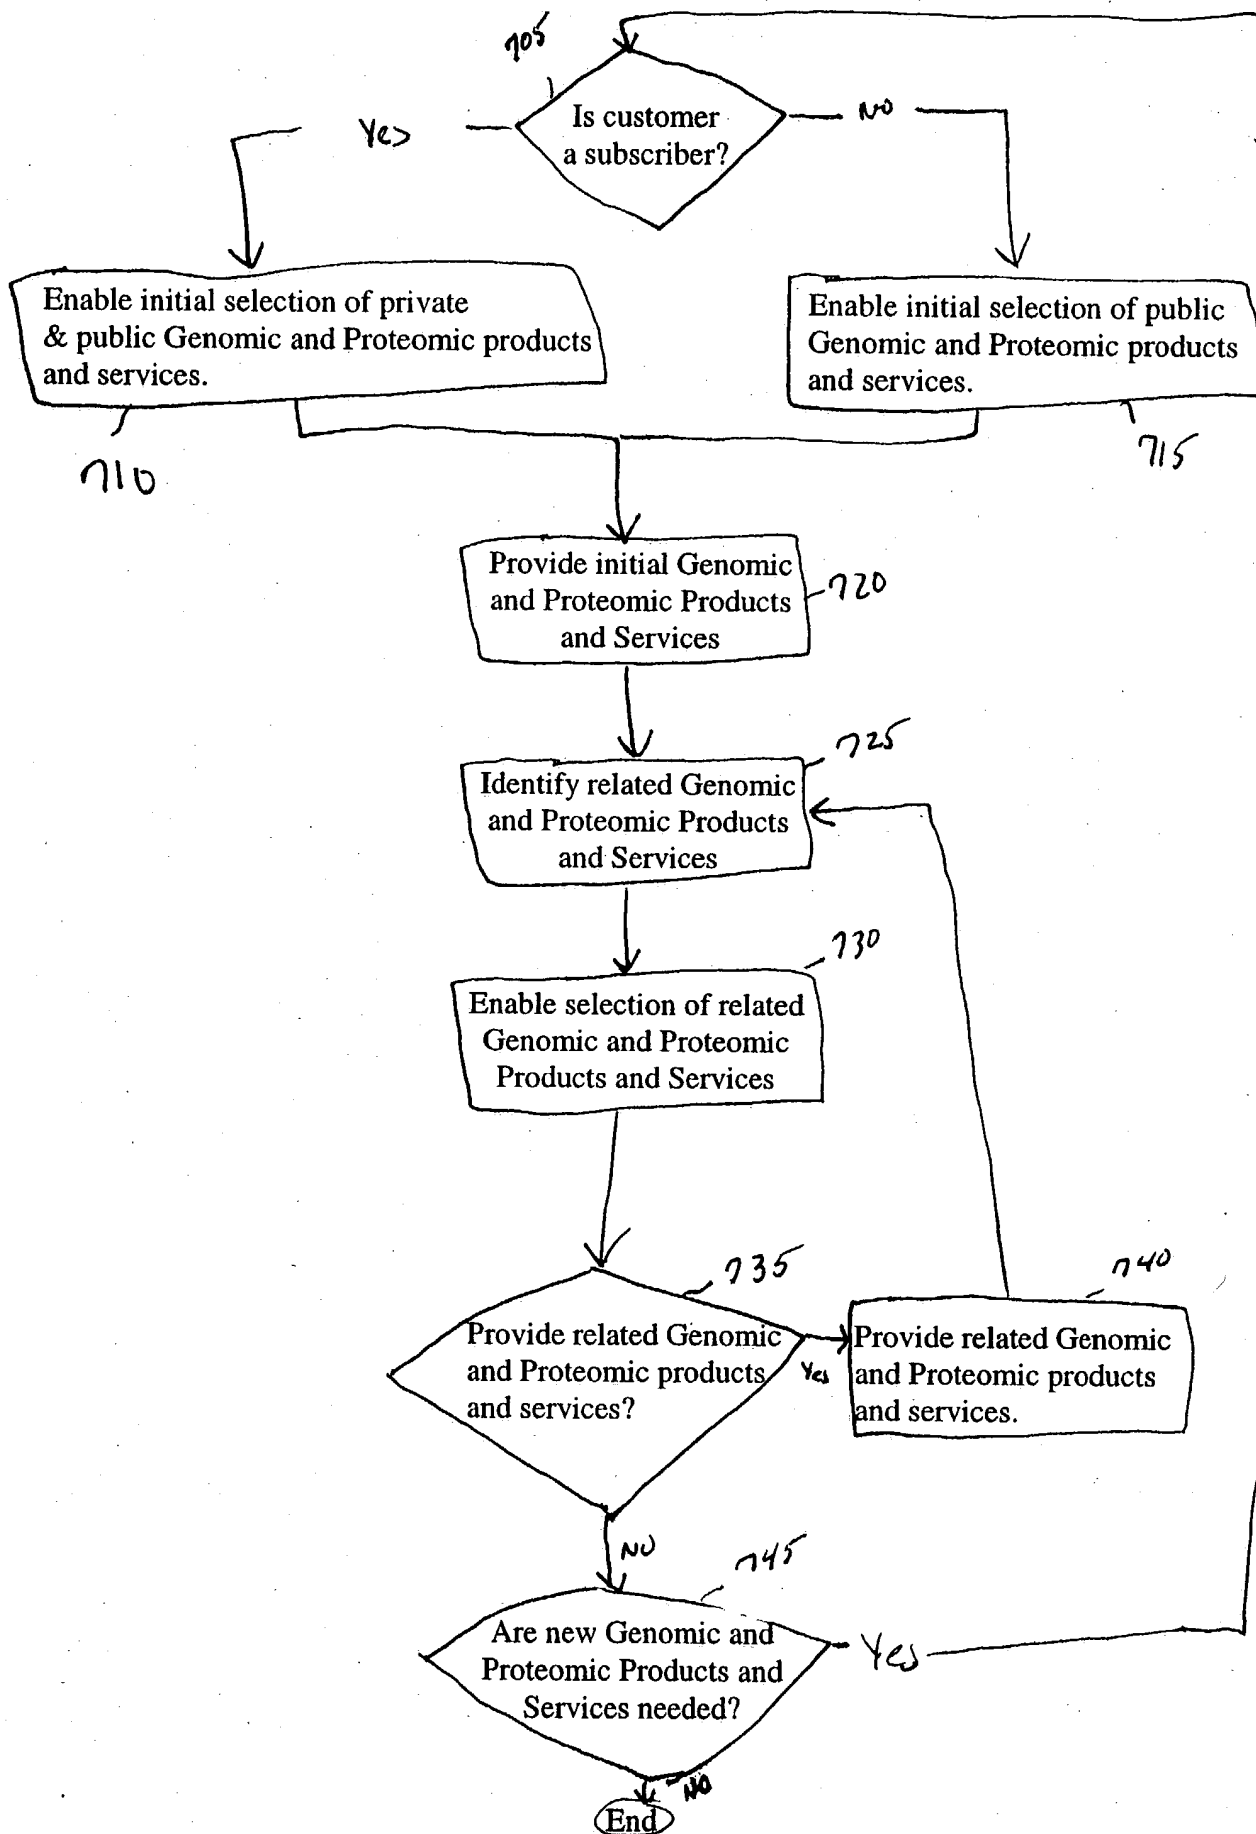 705
Is customer
a subscriber?
Yes
NO
Enable initial selection of private
& public Genomic and Proteomic products
and services.
Enable initial selection of public
Genomic and Proteomic products
and services.
710
715
Provide initial Genomic
and Proteomic Products
and Services
720
725
Identify related Genomic
and Proteomic Products
and Services
730
Enable selection of related
Genomic and Proteomic
Products and Services
735
740
Provide related Genomic
and Proteomic products
and services?
Yes
Provide related Genomic
and Proteomic products
and services.
NO
745
Are new Genomic and
Proteomic Products and
Services needed?
Yes
NO
End